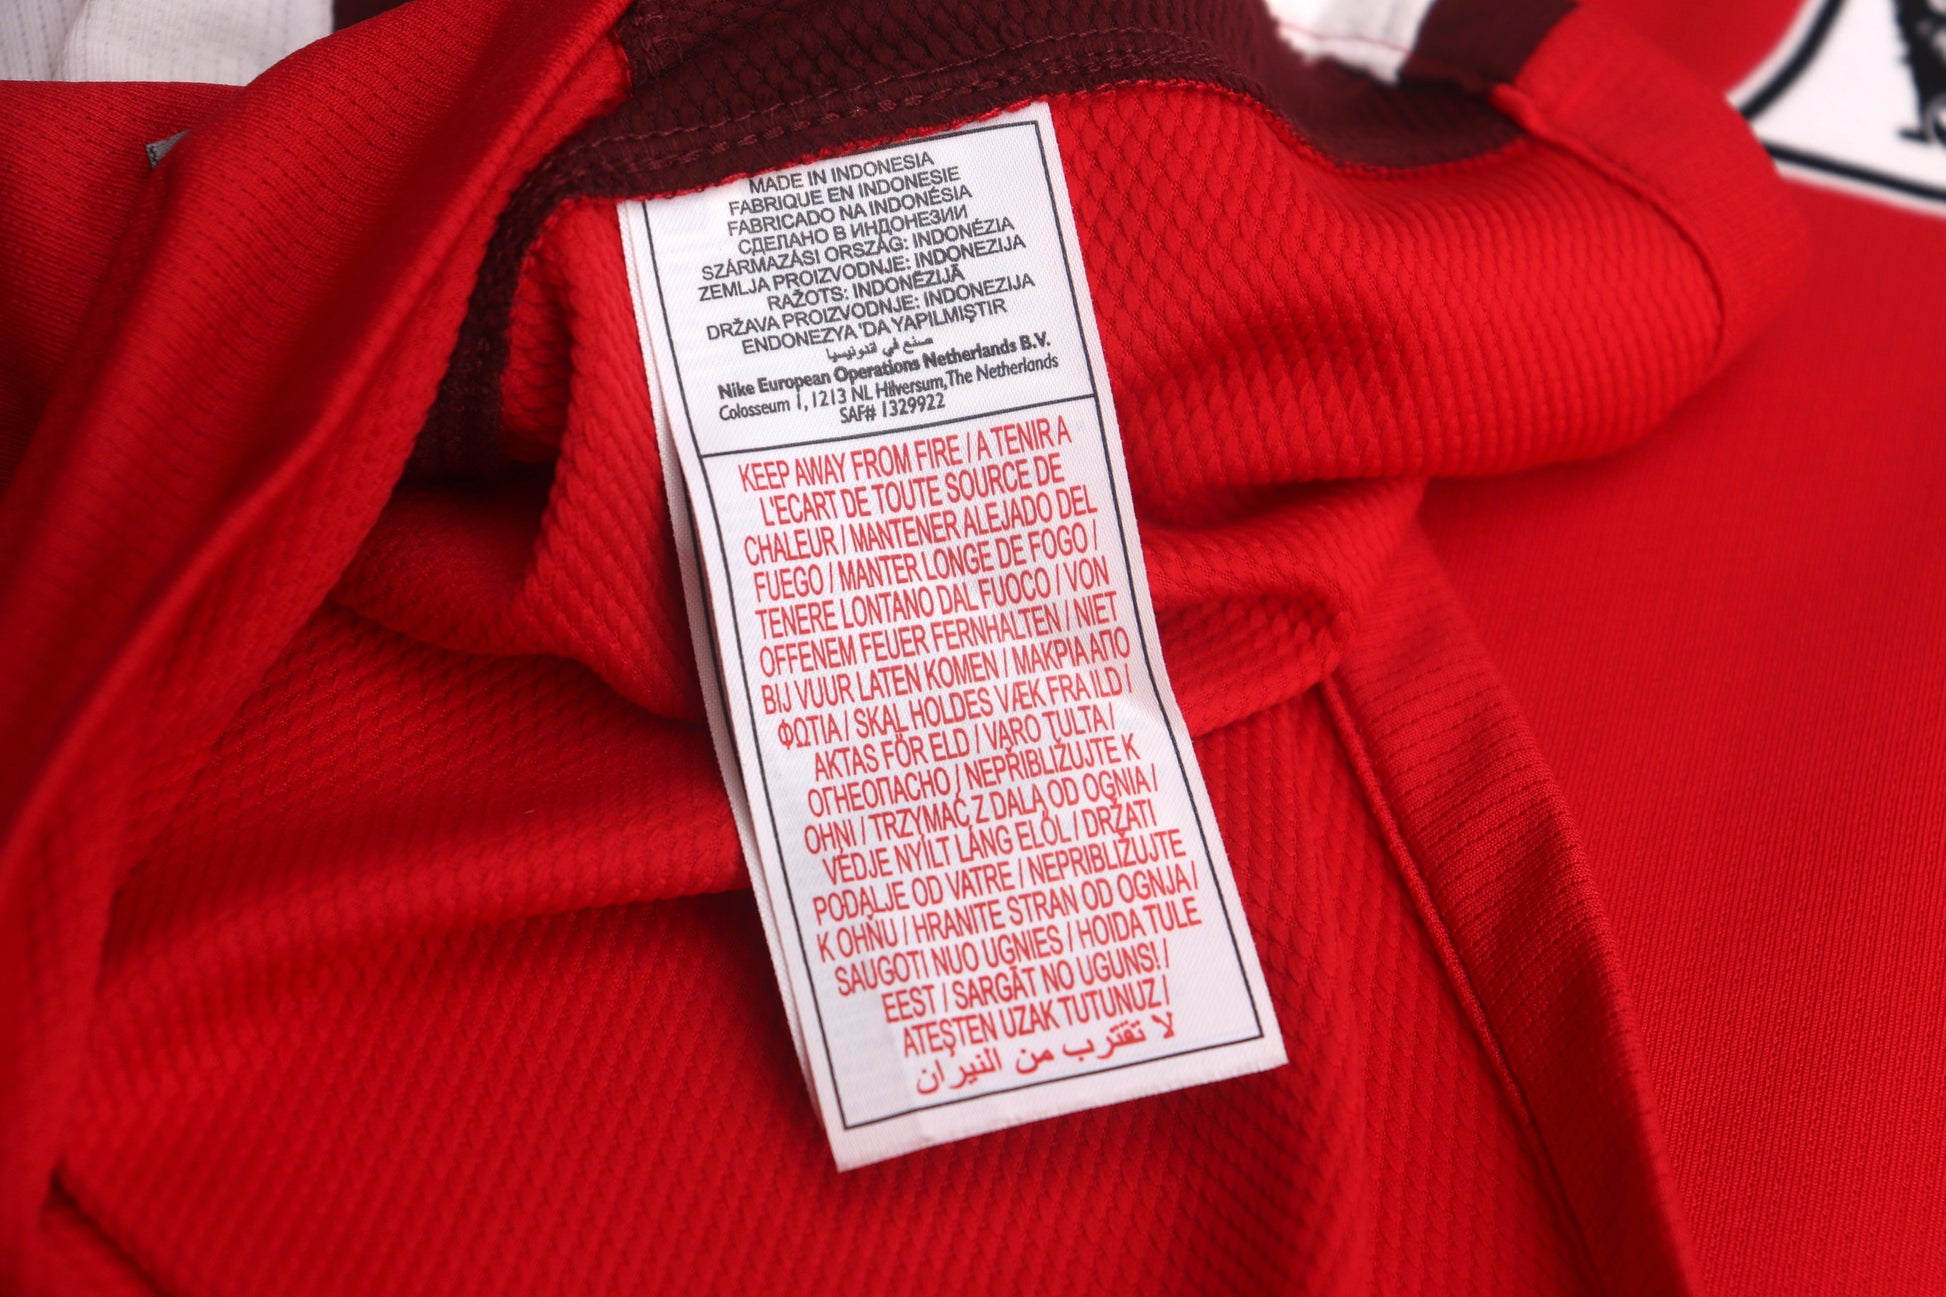 MADE IN INDONESIA
FABRIQUE EN INDONESIE
FABRICADO NA INDONÉSIA
СДЕЛАНО В ИНДОНЕЗИИ
SZÁRMAZÁSI ORSZÁG: INDONÉZIA
ZEMLJA PROIZVODNJE: INDONEZIJA
RAŽOTS: INDONĒZIJĀ
DRŽAVA PROIZVODNJE: INDONEZIJA
ENDONEZYA 'DA YAPILMIŞTIR
صنع في اندونيسيا
Nike European Operations Netherlands B.V.
Colosseum 1, 1213 NL Hilversum, The Netherlands
SAF# 1329922
KEEP AWAY FROM FIRE / A TENIR A
L'ECART DE TOUTE SOURCE DE
CHALEUR / MANTENER ALEJADO DEL
FUEGO / MANTER LONGE DE FOGO /
TENERE LONTANO DAL FUOCO / VON
OFFENEM FEUER FERNHALTEN / NIET
BIJ VUUR LATEN KOMEN / ΜΑΚΡΙΑ ΑΠΟ
ΦΩΤΙΑ / SKAL HOLDES VÆK FRA ILD /
AKTAS FÖR ELD / VARO TULTA /
ОГНЕОПАСНО / NEPŘIBLIŽUJTE K
OHNI / TRZYMAĆ Z DALA OD OGNIA /
VÉDJE NYÍLT LÁNG ELŐL / DRŽATI
PODALJE OD VATRE / NEPRIBLIŽUJTE
K OHŇU / HRANITE STRAN OD OGNJA /
SAUGOTI NUO UGNIES / HOIDA TULE
EEST / SARGĀT NO UGUNS! /
ATEŞTEN UZAK TUTUNUZ /
لا تقترب من النيران